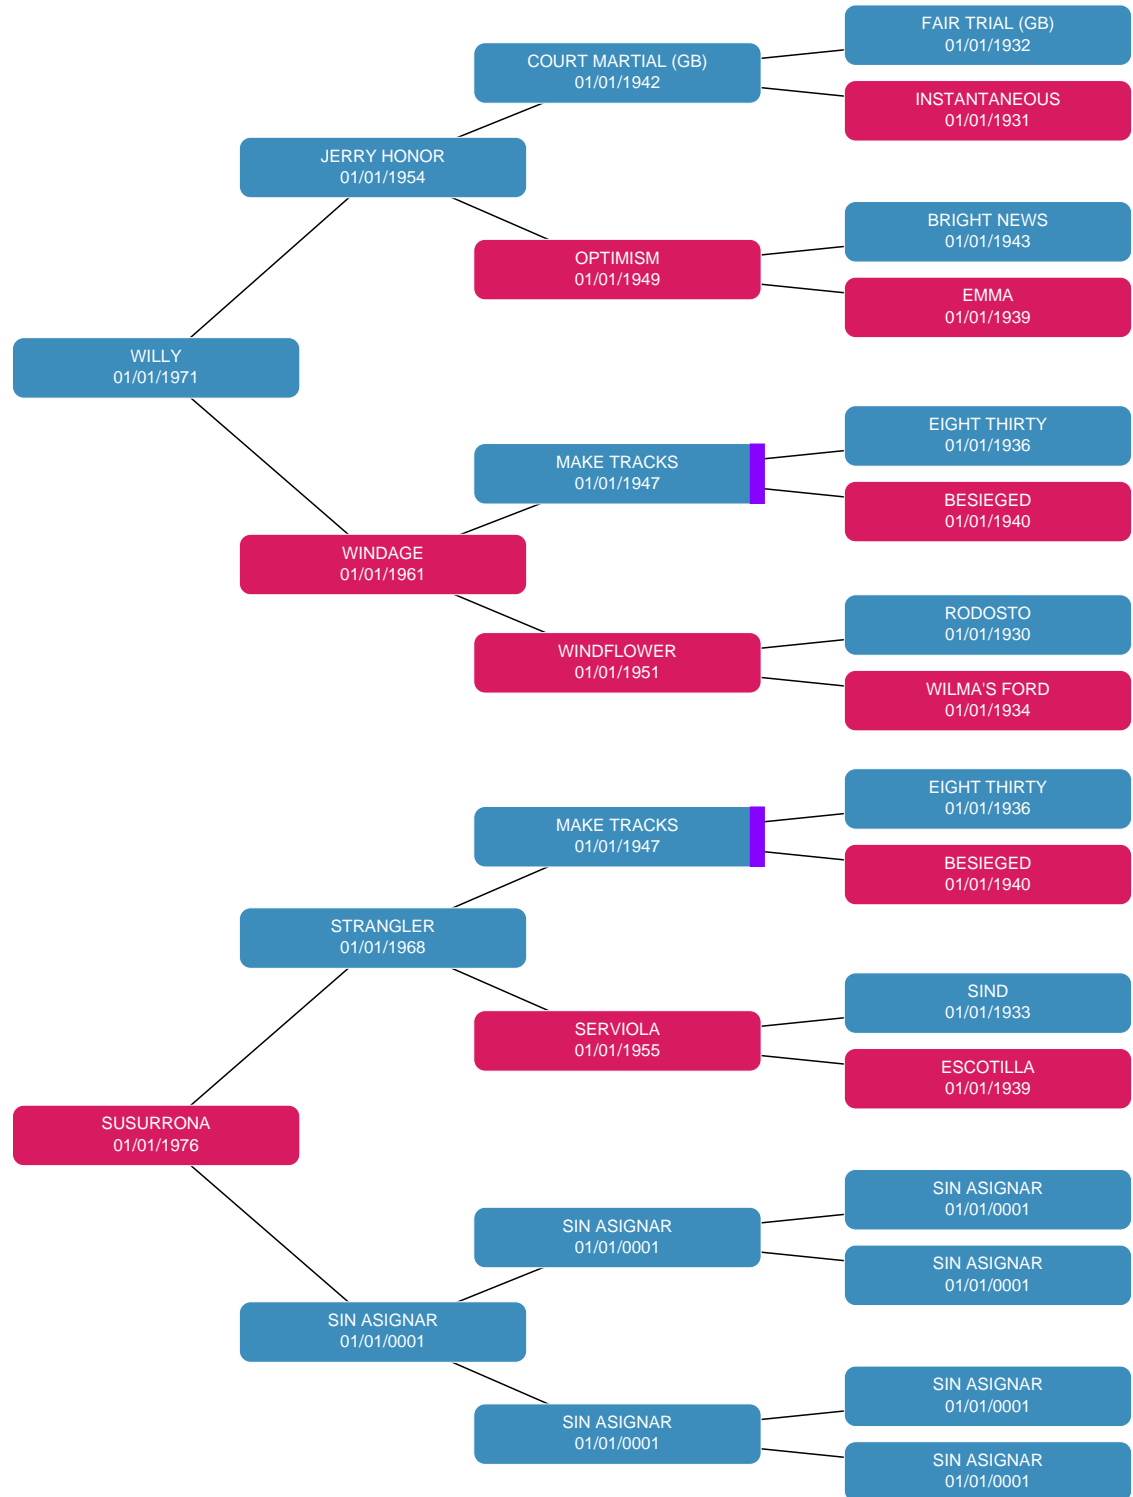 FAIR TRIAL (GB)
01/01/1932
COURT MARTIAL (GB)
01/01/1942
INSTANTANEOUS
01/01/1931
JERRY HONOR
01/01/1954
BRIGHT NEWS
01/01/1943
OPTIMISM
01/01/1949
EMMA
01/01/1939
WILLY
01/01/1971
EIGHT THIRTY
01/01/1936
MAKE TRACKS
01/01/1947
BESIEGED
01/01/1940
WINDAGE
01/01/1961
RODOSTO
01/01/1930
WINDFLOWER
01/01/1951
WILMA'S FORD
01/01/1934
EIGHT THIRTY
01/01/1936
MAKE TRACKS
01/01/1947
BESIEGED
01/01/1940
STRANGLER
01/01/1968
SIND
01/01/1933
SERVIOLA
01/01/1955
ESCOTILLA
01/01/1939
SUSURRONA
01/01/1976
SIN ASIGNAR
01/01/0001
SIN ASIGNAR
01/01/0001
SIN ASIGNAR
01/01/0001
SIN ASIGNAR
01/01/0001
SIN ASIGNAR
01/01/0001
SIN ASIGNAR
01/01/0001
SIN ASIGNAR
01/01/0001